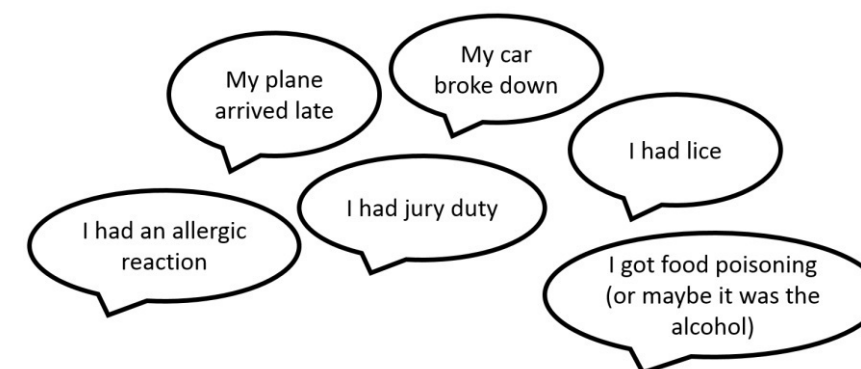 My plane
arrived late
My car
broke down
I had lice
I had an allergic
reaction
I had jury duty
I got food poisoning
(or maybe it was the
alcohol)